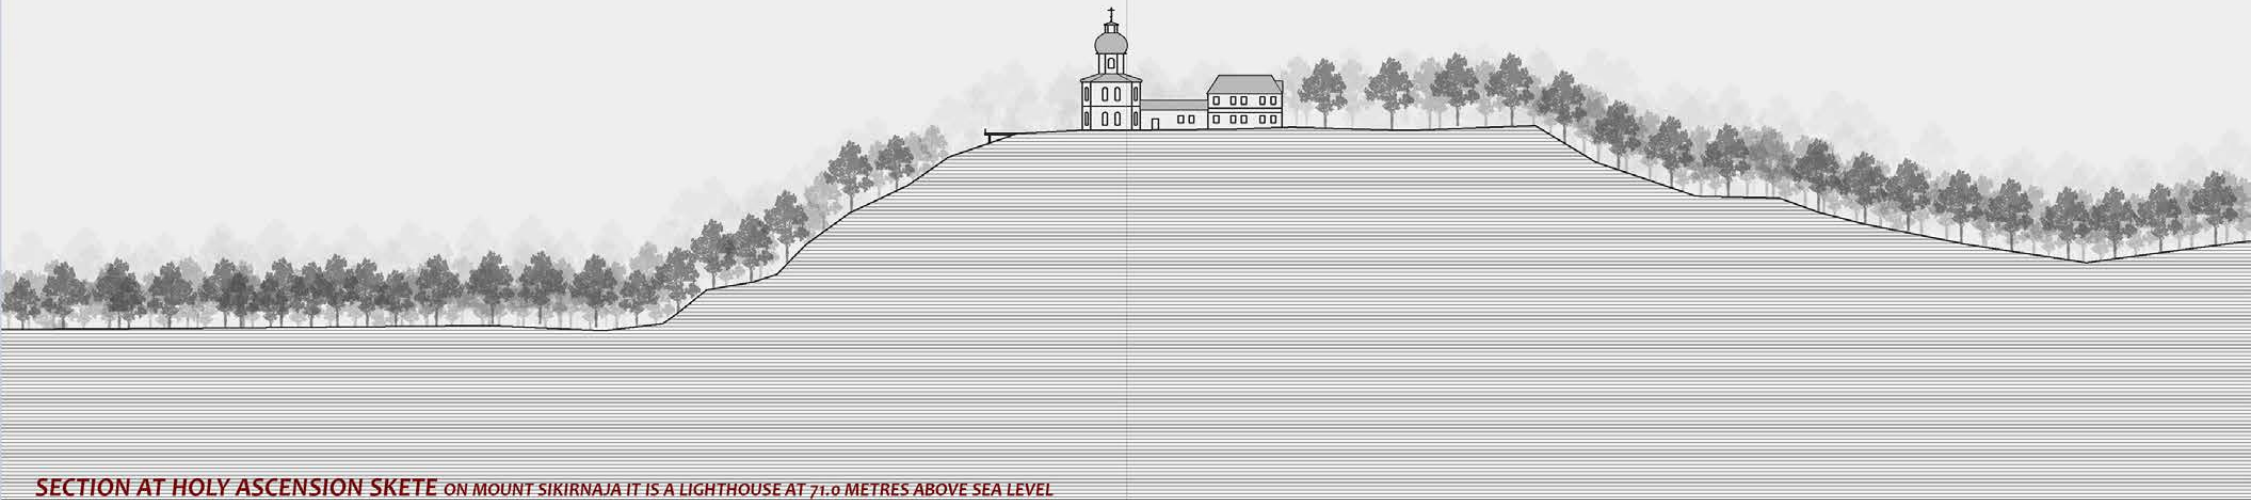 SECTION AT HOLY ASCENSION SKETE ON MOUNT SIKIRNAJA IT IS A LIGHTHOUSE AT 71.0 METRES ABOVE SEA LEVEL